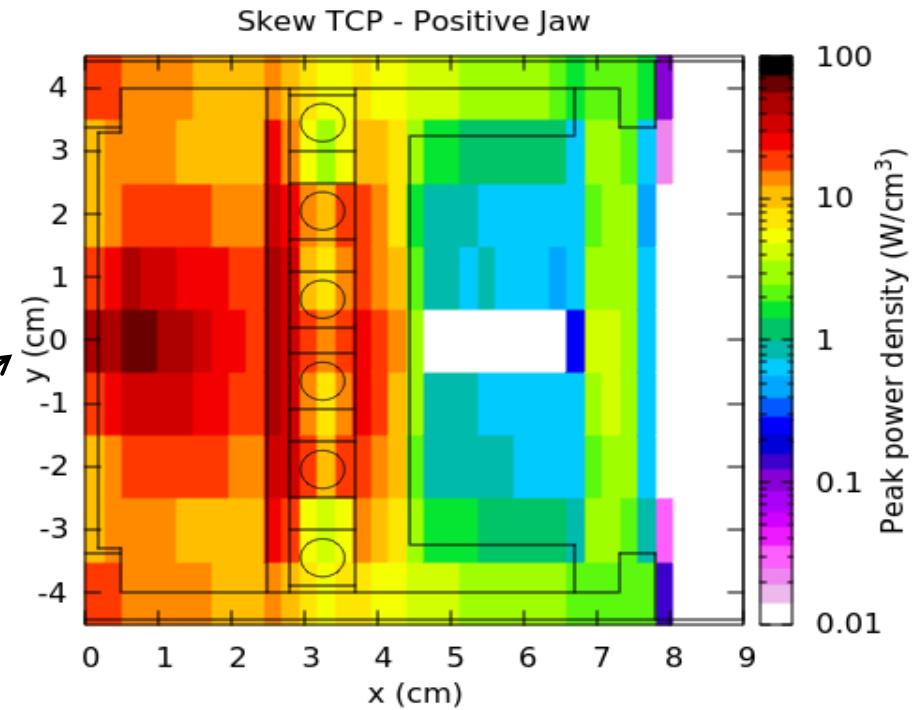 Skew TCP - Positive Jaw
4
3
2
1
0
-1
-2
-3
-4
y (cm)
0 1 2 3 4 5 6 7 8 9
x (cm)
100
10
1
0.1
0.01
Peak power density (W/cm³)